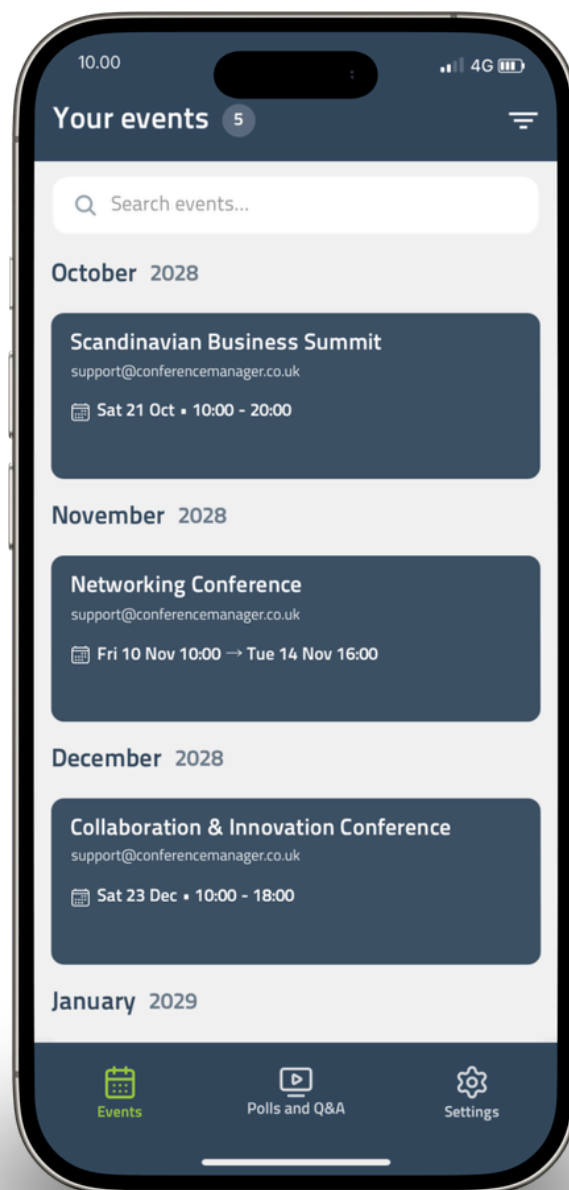 10.00
4G
Your events 5
Search events...
October 2028
Scandinavian Business Summit
support@conferencemanager.co.uk
Sat 21 Oct • 10:00 - 20:00
November 2028
Networking Conference
support@conferencemanager.co.uk
Fri 10 Nov 10:00 → Tue 14 Nov 16:00
December 2028
Collaboration & Innovation Conference
support@conferencemanager.co.uk
Sat 23 Dec • 10:00 - 18:00
January 2029
Events
Polls and Q&A
Settings